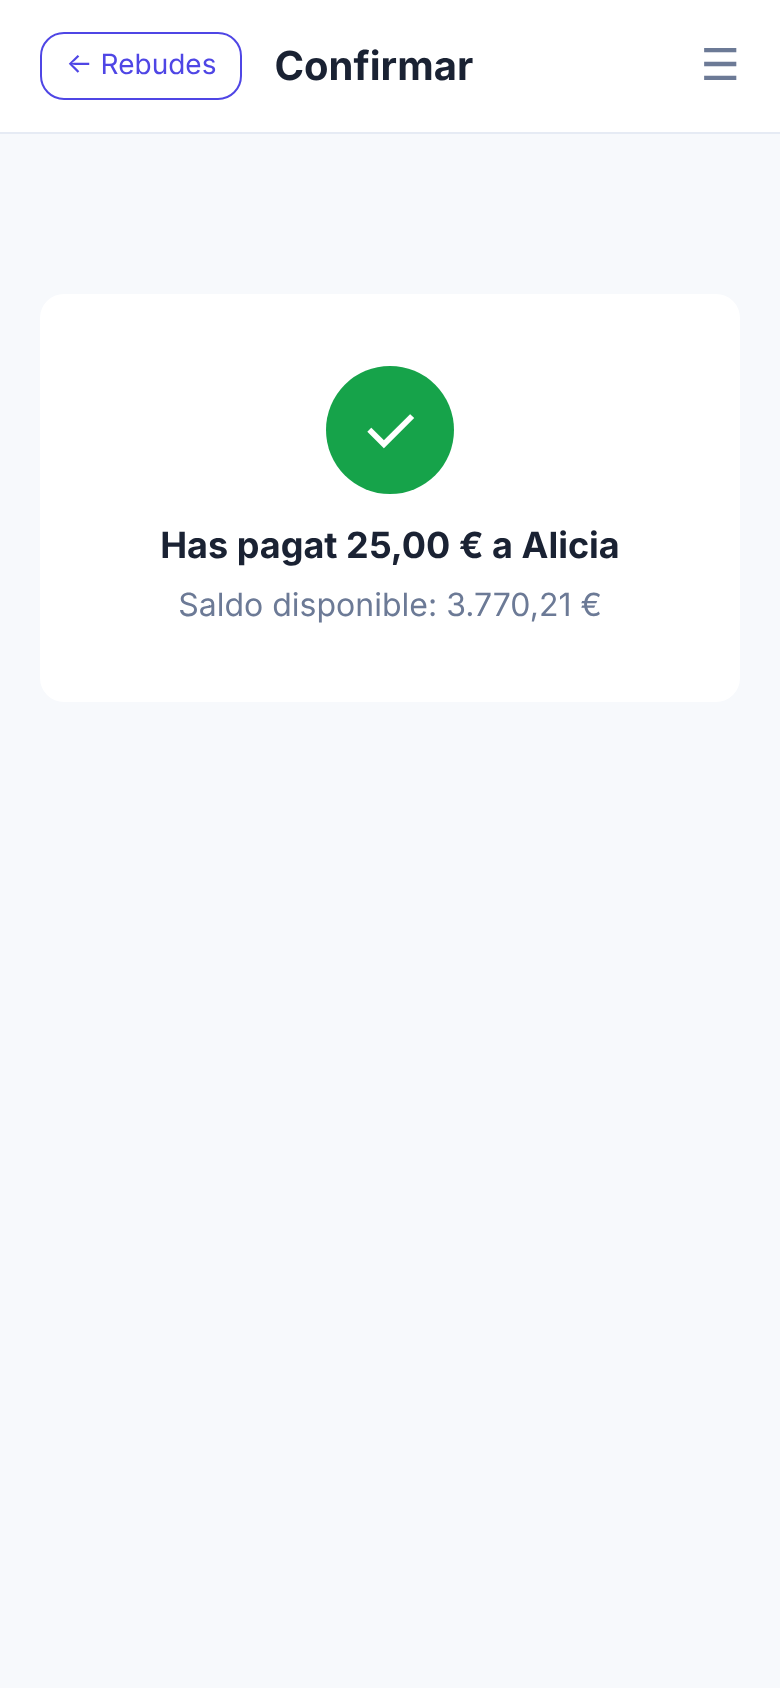 ← Rebudes
Confirmar
Has pagat 25,00 € a Alicia
Saldo disponible: 3.770,21 €